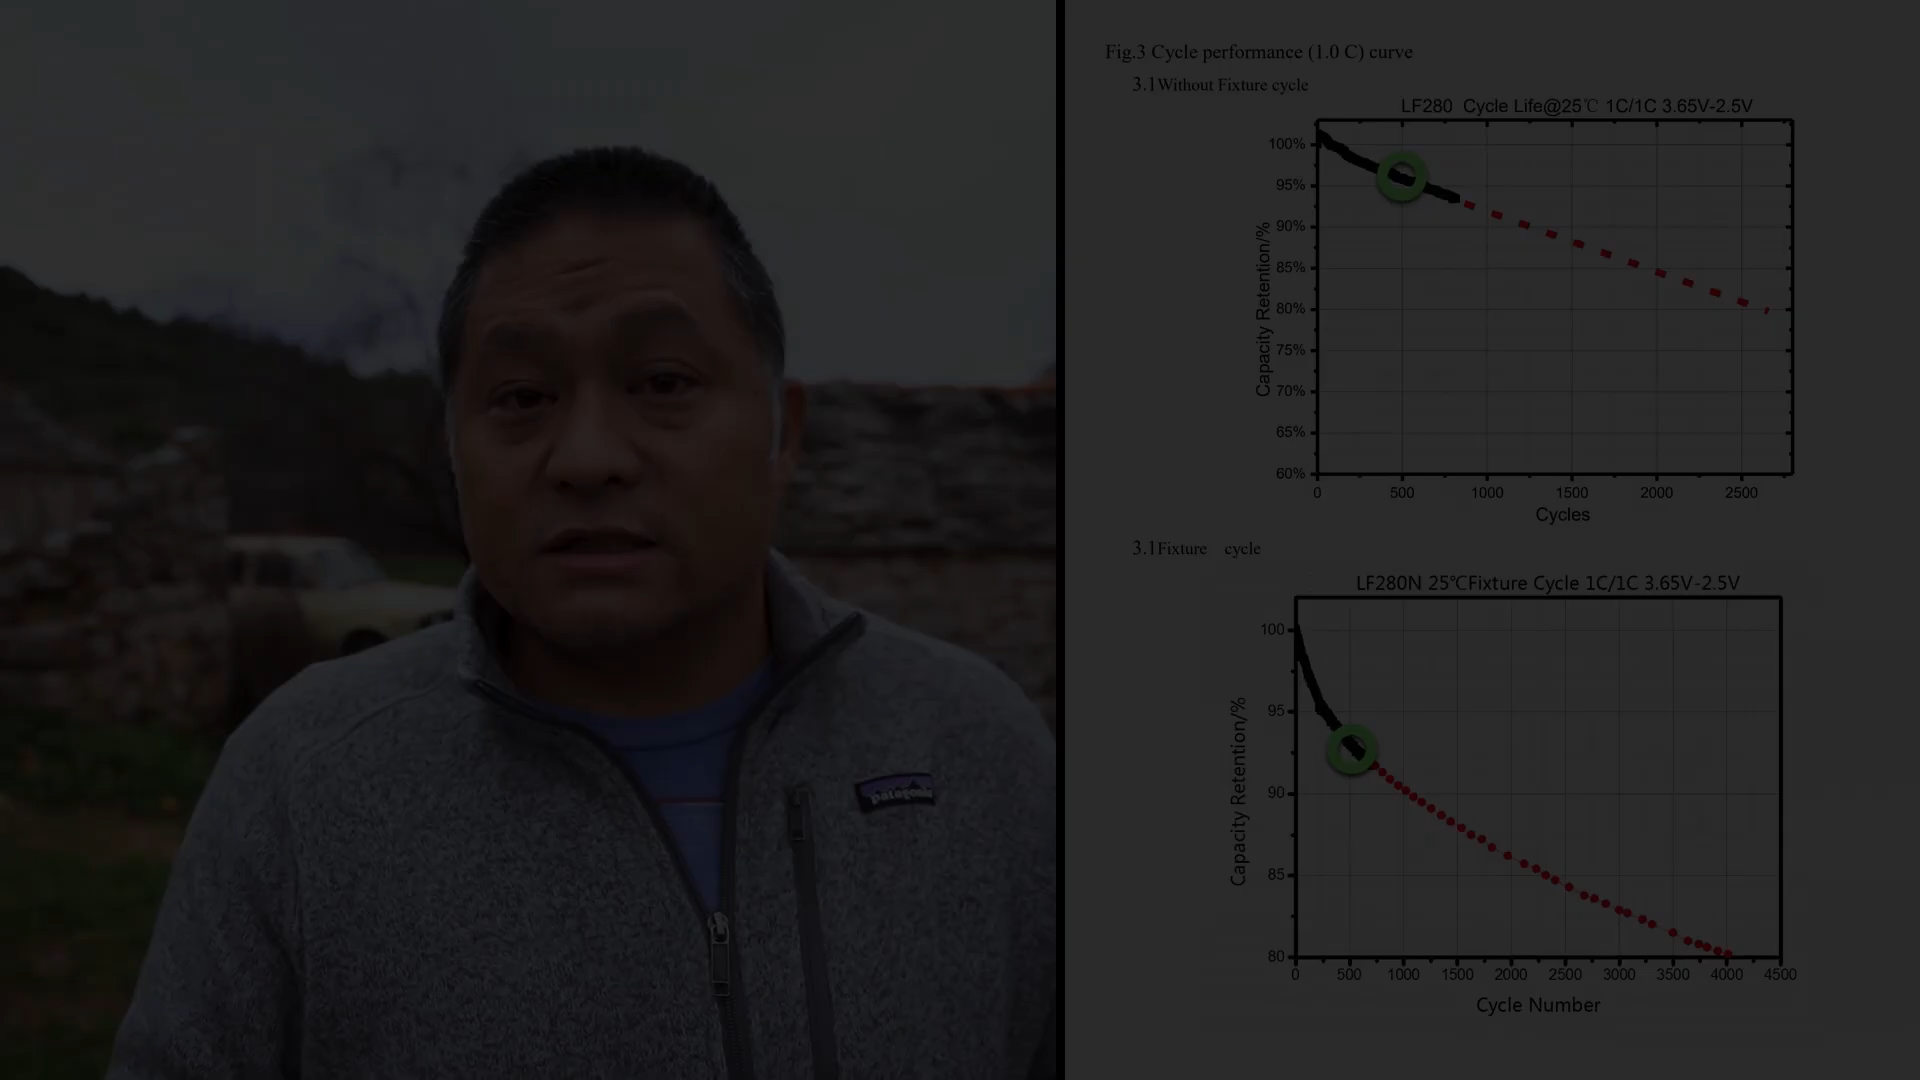 Fig.3 Cycle performance (1.0 C) curve
3.1Without Fixture cycle
LF280 Cycle Life@25℃ 1C/1C 3.65V-2.5V
100%
95%
90%
85%
80%
75%
70%
65%
60%
Capacity Retention/%
0 500 1000 1500 2000 2500
Cycles
3.1Fixture cycle
LF280N 25℃Fixture Cycle 1C/1C 3.65V-2.5V
100
95
90
85
80
Capacity Retention/%
0 500 1000 1500 2000 2500 3000 3500 4000 4500
Cycle Number
patagonia